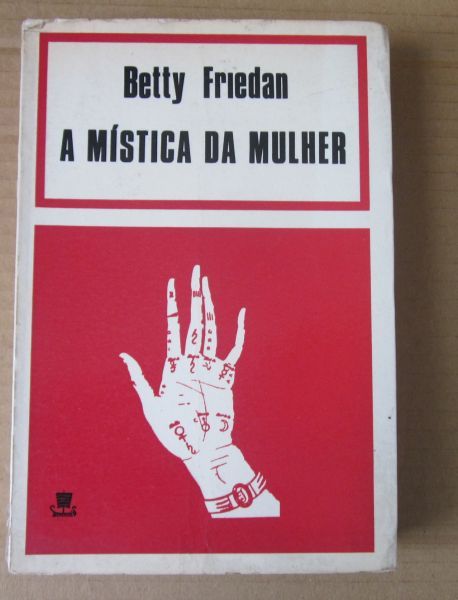 Betty Friedan
A MÍSTICA DA MULHER